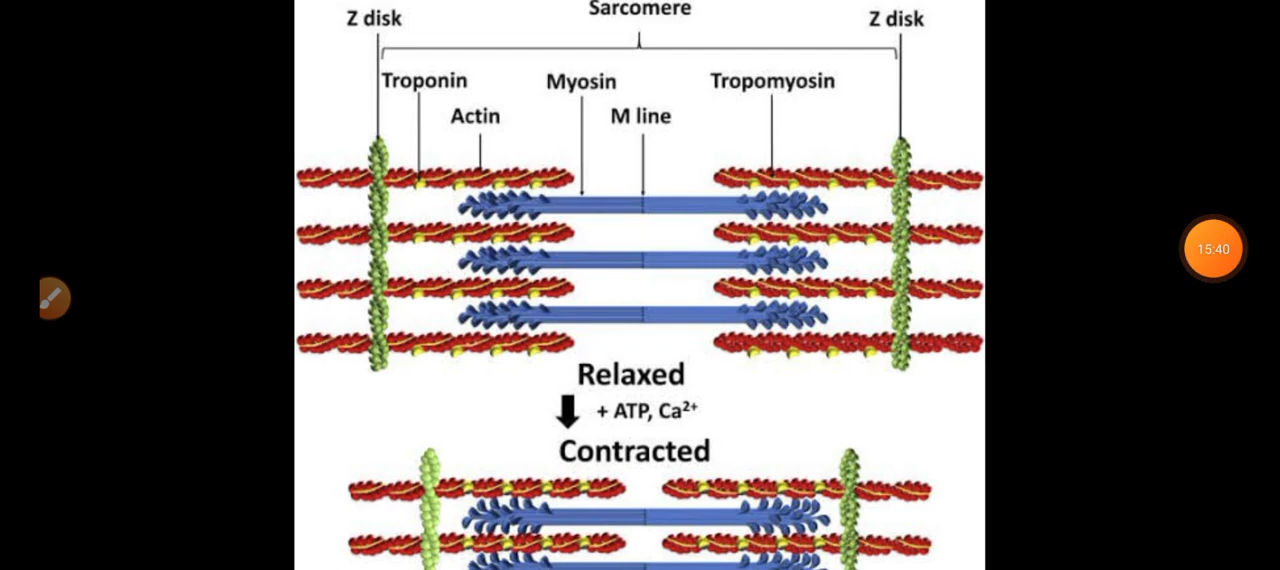 Sarcomere
Z disk
Z disk
Troponin
Myosin
Tropomyosin
Actin
M line
15:40
Relaxed
+ ATP, Ca²⁺
Contracted